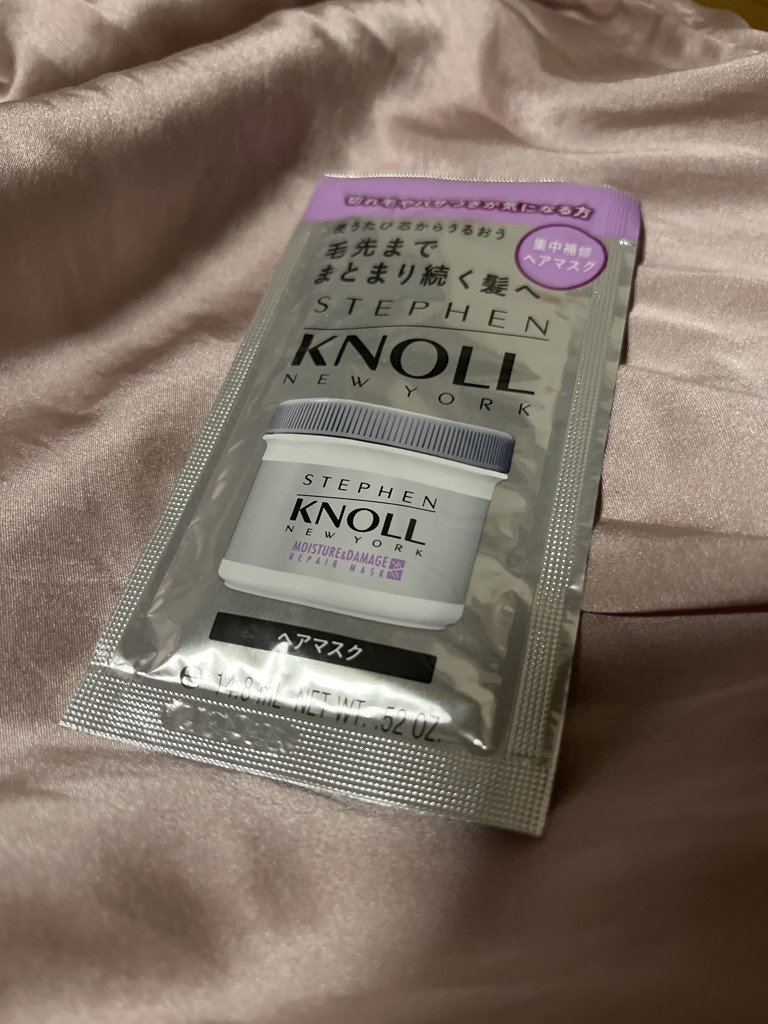 切れ毛やパサつきが気になる方
使うたび芯からうるおう
毛先まで
まとまり続く髪へ
集中補修
ヘアマスク
STEPHEN
KNOLL
NEW YORK
STEPHEN
KNOLL
NEW YORK
MOISTURE&DAMAGE
REPAIR MASK
ヘアマスク
14.8 mL NET WT. .52 OZ.